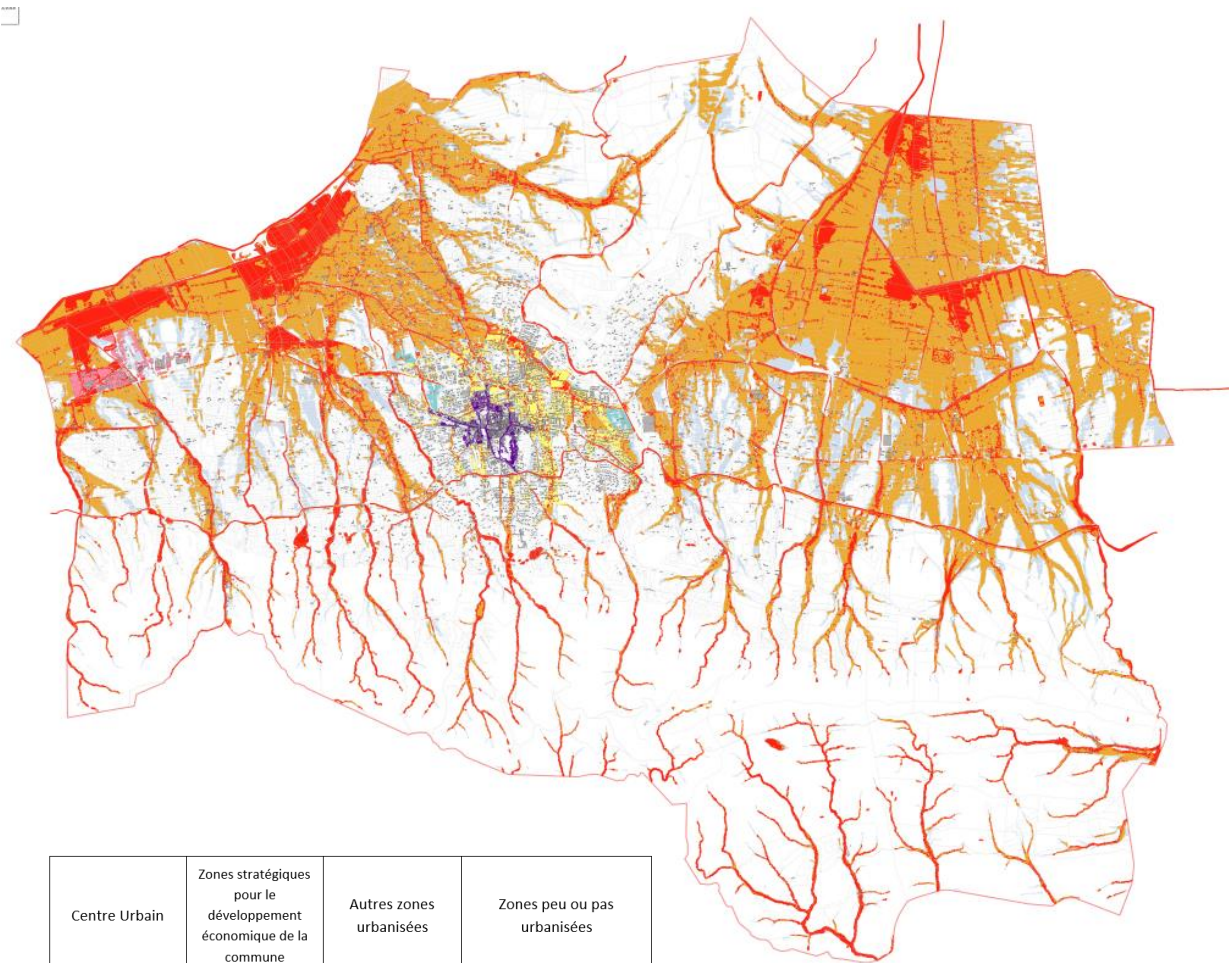 Centre Urbain
Zones stratégiques
pour le
développement
économique de la
commune
Autres zones
urbanisées
Zones peu ou pas
urbanisées